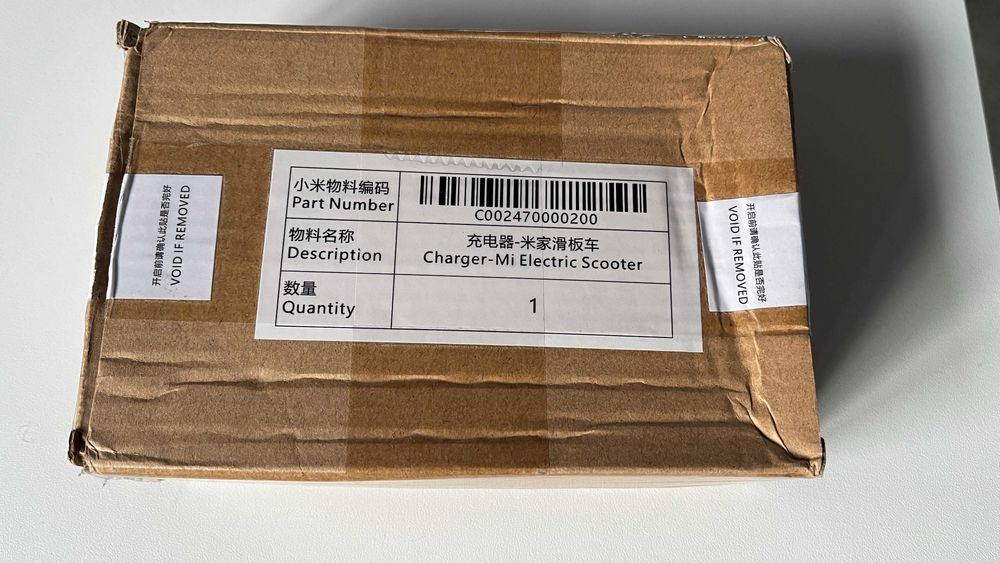 小米物料编码
Part Number
C002470000200
物料名称
Description
充电器-米家滑板车
Charger-Mi Electric Scooter
数量
Quantity
1
开启前请确认此贴是否完好
VOID IF REMOVED
开启前请确认此贴是否完好
VOID IF REMOVED